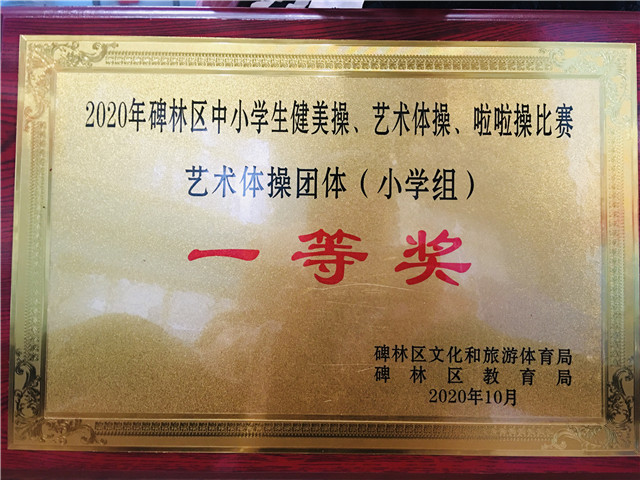 2020年碑林区中小学生健美操、艺术体操、啦啦操比赛
艺术体操团体（小学组）
一等奖
碑林区文化和旅游体育局
碑林区教育局
2020年10月